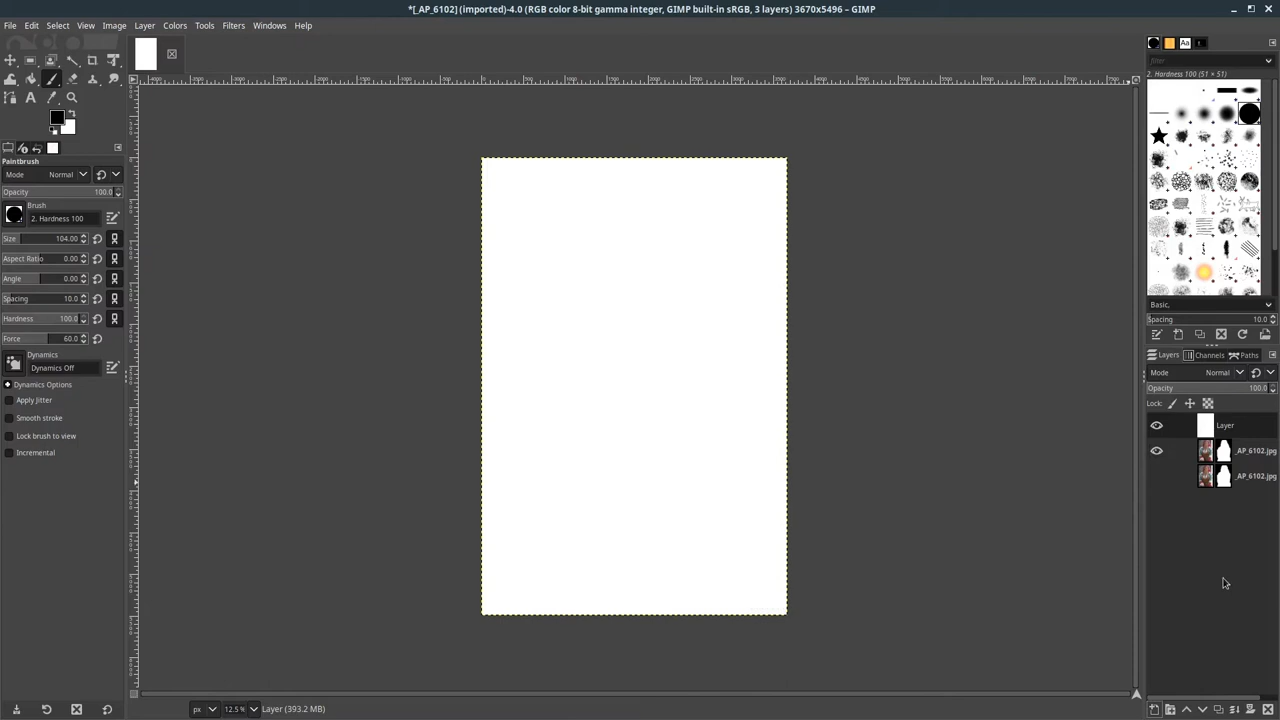 *[_AP_6102] (imported)-4.0 (RGB color 8-bit gamma integer, GIMP built-in sRGB, 3 layers) 3670x5496 – GIMP
File Edit Select View Image Layer Colors Tools Filters Windows Help
Paintbrush
Mode Normal
Opacity 100.0
Brush
2. Hardness 100
Size 104.00
Aspect Ratio 0.00
Angle 0.00
Spacing 10.0
Hardness 100.0
Force 60.0
Dynamics
Dynamics Off
Dynamics Options
Apply Jitter
Smooth stroke
Lock brush to view
Incremental
px 12.5% Layer (393.2 MB)
filter
2. Hardness 100 (51 × 51)
Basic,
Spacing 10.0
Layers Channels Paths
Mode Normal
Opacity 100.0
Lock:
Layer
_AP_6102.jpg
_AP_6102.jpg